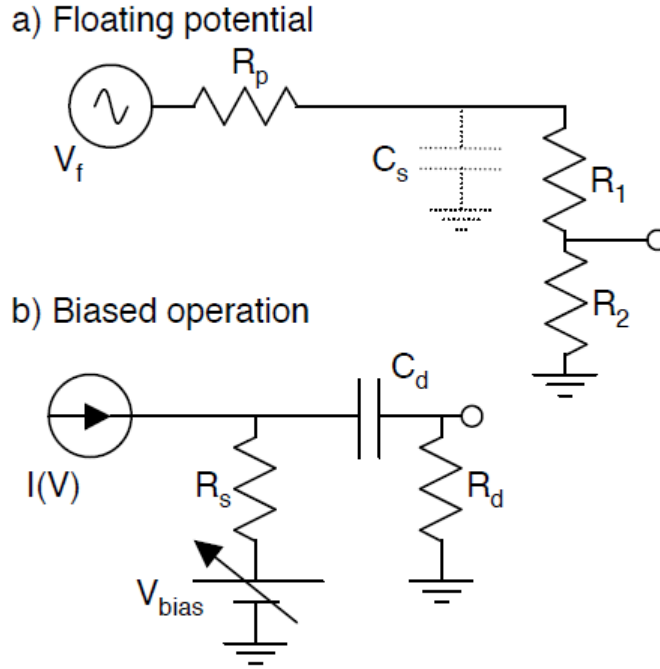 a) Floating potential
Rp
Vf
Cs
R1
R2
b) Biased operation
Cd
I(V)
Rs
Rd
Vbias